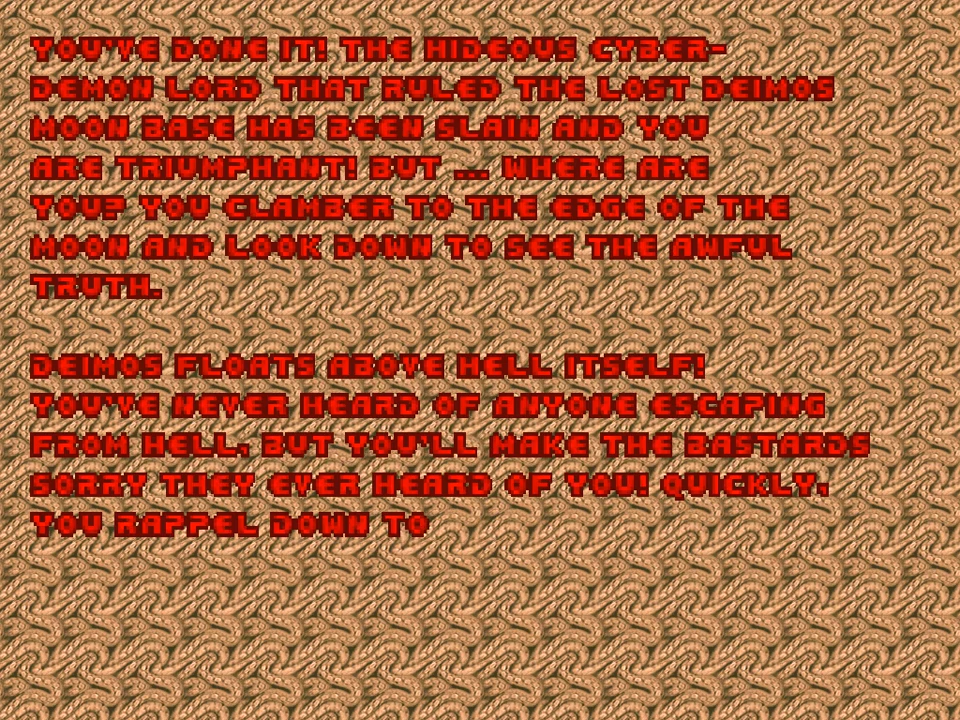 YOU'VE DONE IT! THE HIDEOUS CYBER-
DEMON LORD THAT RULED THE LOST DEIMOS
MOON BASE HAS BEEN SLAIN AND YOU
ARE TRIUMPHANT! BUT ... WHERE ARE
YOU? YOU CLAMBER TO THE EDGE OF THE
MOON AND LOOK DOWN TO SEE THE AWFUL
TRUTH.

DEIMOS FLOATS ABOVE HELL ITSELF!
YOU'VE NEVER HEARD OF ANYONE ESCAPING
FROM HELL, BUT YOU'LL MAKE THE BASTARDS
SORRY THEY EVER HEARD OF YOU! QUICKLY,
YOU RAPPEL DOWN TO